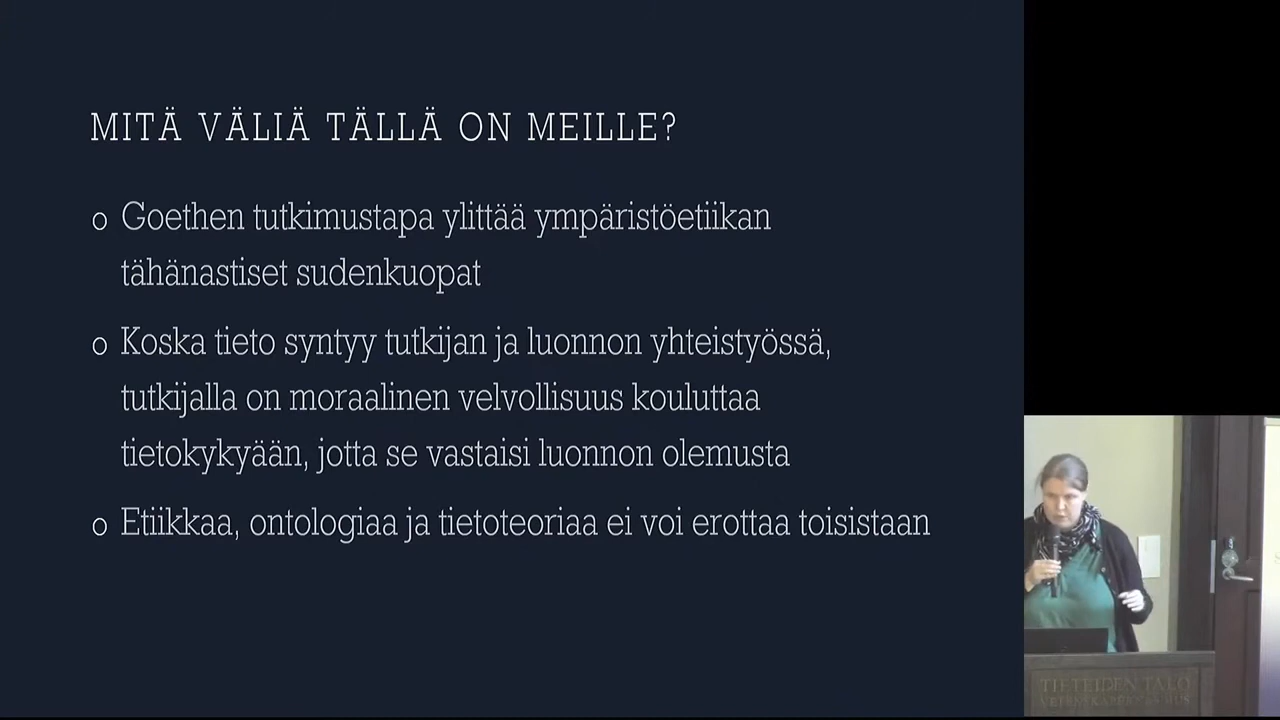 MITÄ VÄLIÄ TÄLLÄ ON MEILLE?
o Goethen tutkimustapa ylittää ympäristöetiikan
tähänastiset sudenkuopat
o Koska tieto syntyy tutkijan ja luonnon yhteistyössä,
tutkijalla on moraalinen velvollisuus kouluttaa
tietokykyään, jotta se vastaisi luonnon olemusta
o Etiikkaa, ontologiaa ja tietoteoriaa ei voi erottaa toisistaan
TIETEIDEN TALO